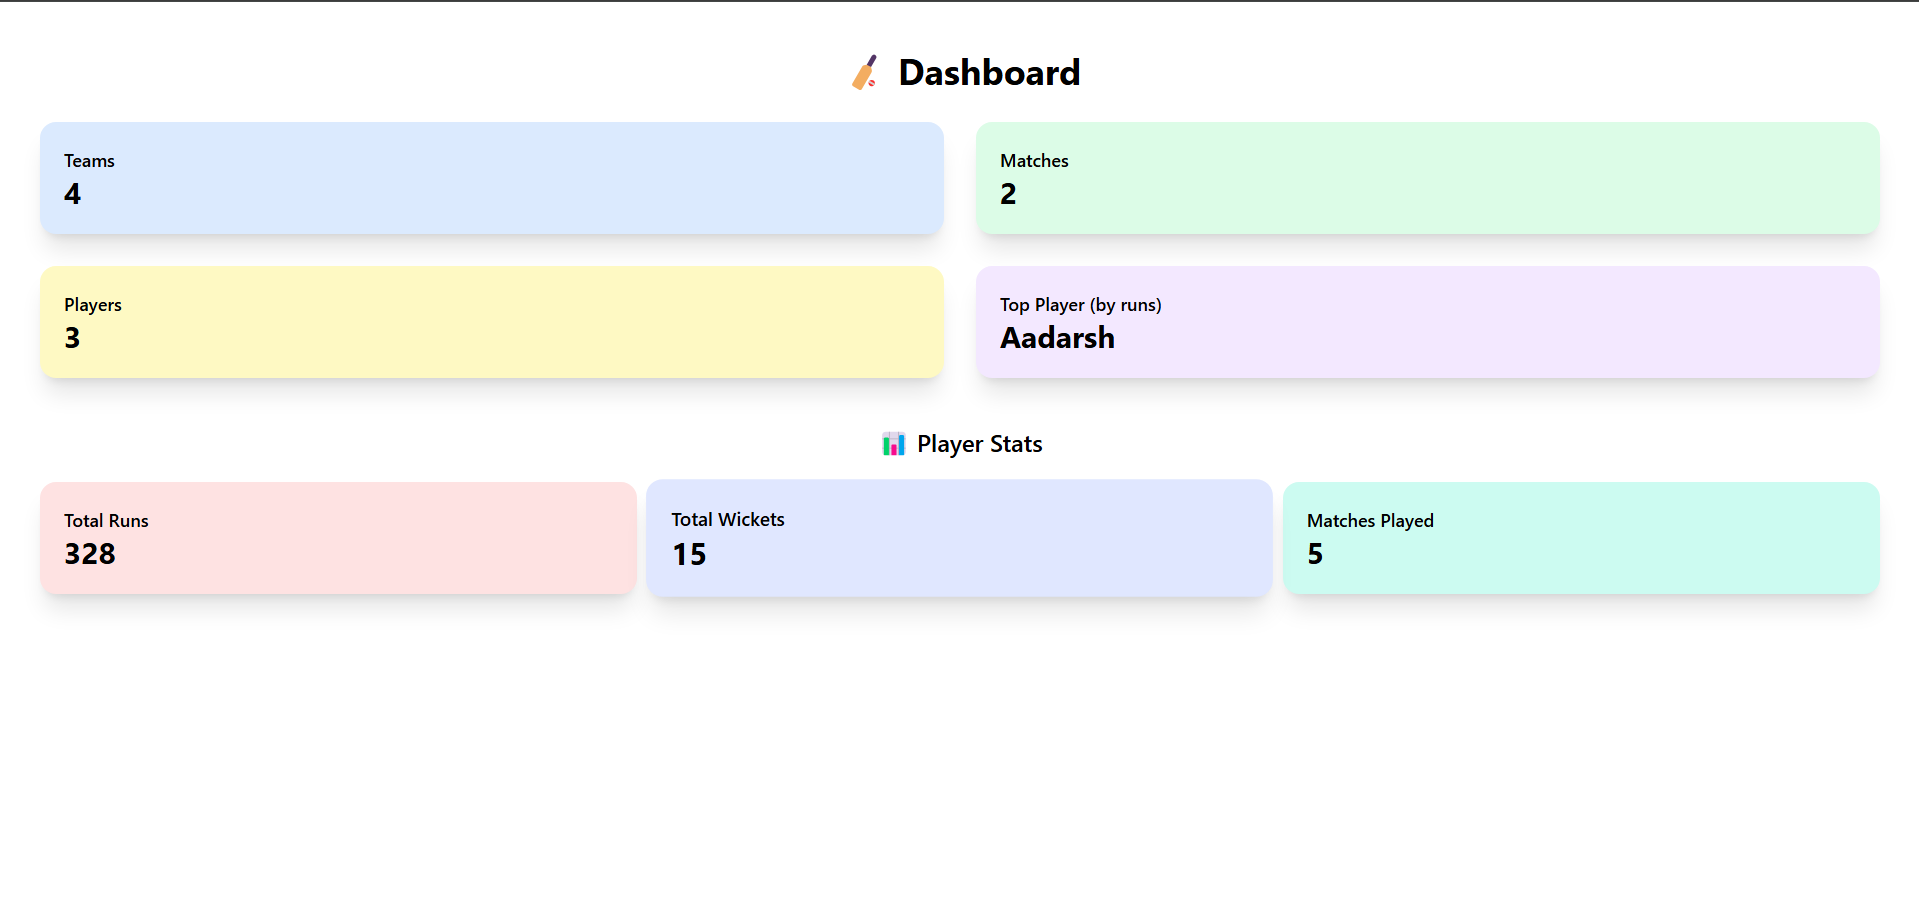 Dashboard
Teams
4
Matches
2
Players
3
Top Player (by runs)
Aadarsh
Player Stats
Total Runs
328
Total Wickets
15
Matches Played
5